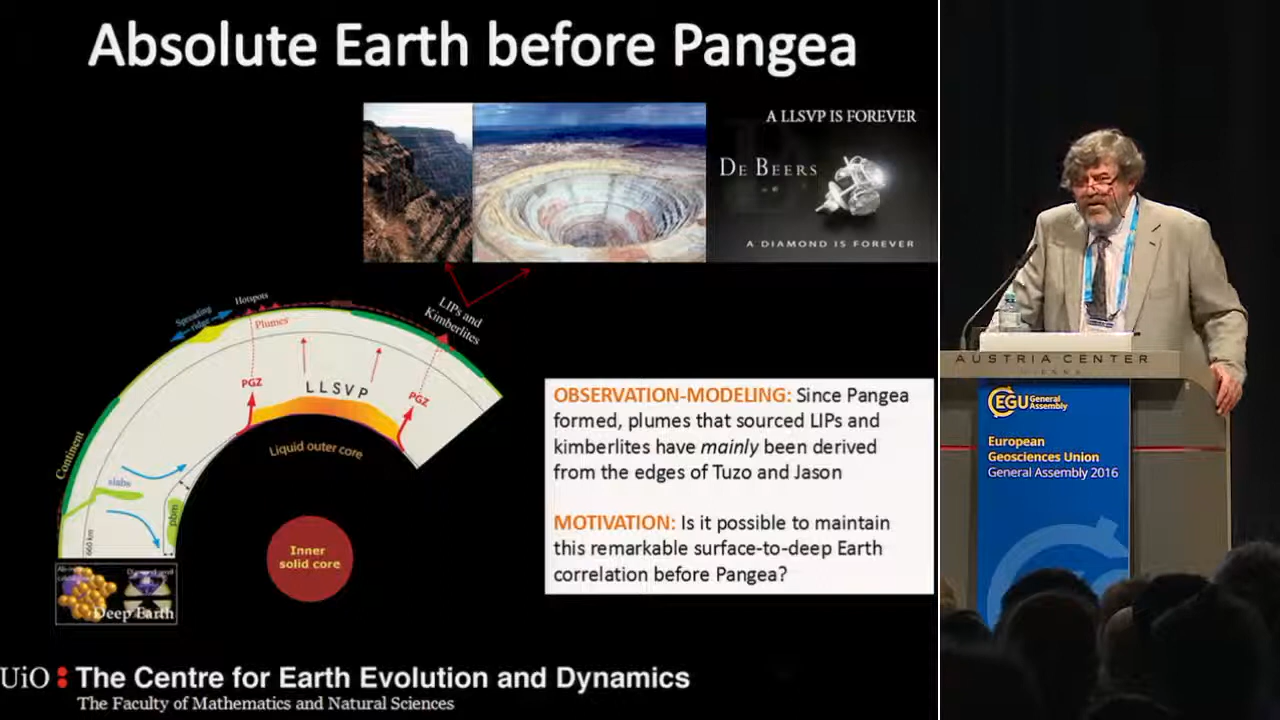 Absolute Earth before Pangea
A LLSVP IS FOREVER
DE BEERS
A DIAMOND IS FOREVER
Spreading
ridge
Hotspots
Plumes
LIPs and
Kimberlites
PGZ
LLSVP
PGZ
Liquid outer core
Continent
slabs
pbm
660 km
Inner
solid core
Deep Earth
OBSERVATION-MODELING: Since Pangea
formed, plumes that sourced LIPs and
kimberlites have mainly been derived
from the edges of Tuzo and Jason
MOTIVATION: Is it possible to maintain
this remarkable surface-to-deep Earth
correlation before Pangea?
UiO: The Centre for Earth Evolution and Dynamics
The Faculty of Mathematics and Natural Sciences
AUSTRIA CENTER
VIENNA
EGU General
Assembly
European
Geosciences Union
General Assembly 2016